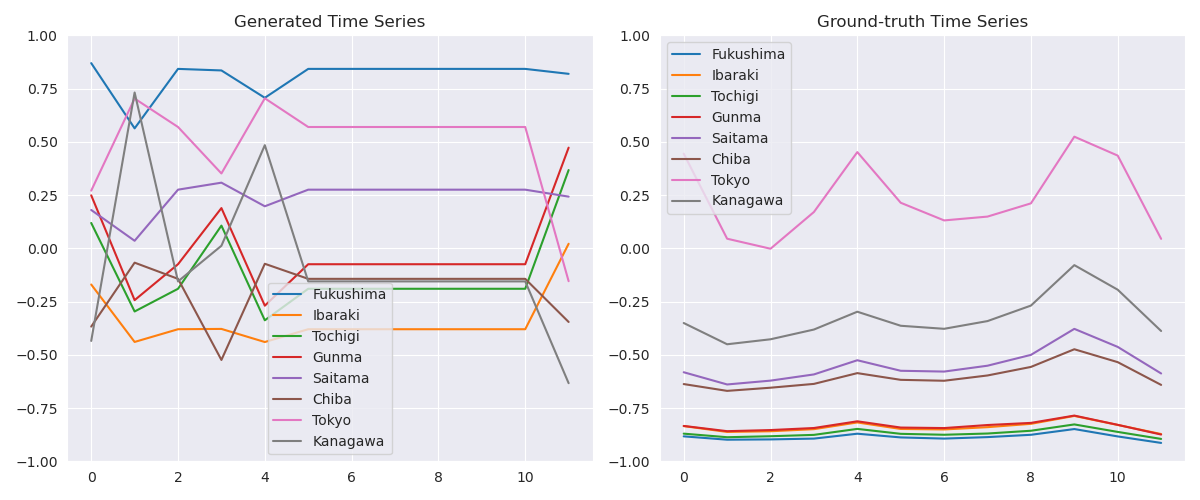 Generated Time Series
1.00
0.75
0.50
0.25
0.00
−0.25
−0.50
−0.75
−1.00
0 2 4 6 8 10
Fukushima
Ibaraki
Tochigi
Gunma
Saitama
Chiba
Tokyo
Kanagawa
Ground-truth Time Series
1.00
0.75
0.50
0.25
0.00
−0.25
−0.50
−0.75
−1.00
0 2 4 6 8 10
Fukushima
Ibaraki
Tochigi
Gunma
Saitama
Chiba
Tokyo
Kanagawa